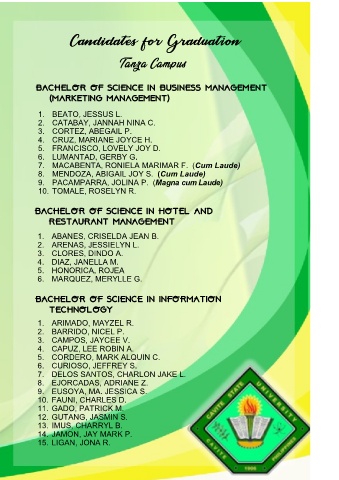 Candidates for Graduation
Tanza Campus
BACHELOR OF SCIENCE IN BUSINESS MANAGEMENT
(MARKETING MANAGEMENT)
1. BEATO, JESSUS L.
2. CATABAY, JANNAH NINA C.
3. CORTEZ, ABEGAIL P.
4. CRUZ, MARIANE JOYCE H.
5. FRANCISCO, LOVELY JOY D.
6. LUMANTAD, GERBY G.
7. MACABENTA, RONIELA MARIMAR F. (Cum Laude)
8. MENDOZA, ABIGAIL JOY S. (Cum Laude)
9. PACAMPARRA, JOLINA P. (Magna cum Laude)
10. TOMALE, ROSELYN R.
BACHELOR OF SCIENCE IN HOTEL AND
RESTAURANT MANAGEMENT
1. ABANES, CRISELDA JEAN B.
2. ARENAS, JESSIELYN L.
3. CLORES, DINDO A.
4. DIAZ, JANELLA M.
5. HONORICA, ROJEA
6. MARQUEZ, MERYLLE G.
BACHELOR OF SCIENCE IN INFORMATION
TECHNOLOGY
1. ARIMADO, MAYZEL R.
2. BARRIDO, NICEL P.
3. CAMPOS, JAYCEE V.
4. CAPUZ, LEE ROBIN A.
5. CORDERO, MARK ALQUIN C.
6. CURIOSO, JEFFREY S.
7. DELOS SANTOS, CHARLON JAKE L.
8. EJORCADAS, ADRIANE Z.
9. EUSOYA, MA. JESSICA S.
10. FAUNI, CHARLES D.
11. GADO, PATRICK M.
12. GUTANG, JASMIN S.
13. IMUS, CHARRYL B.
14. JAMON, JAY MARK P.
15. LIGAN, JONA R.
CAVITE STATE UNIVERSITY
CAVITE
PHILIPPINES
1906